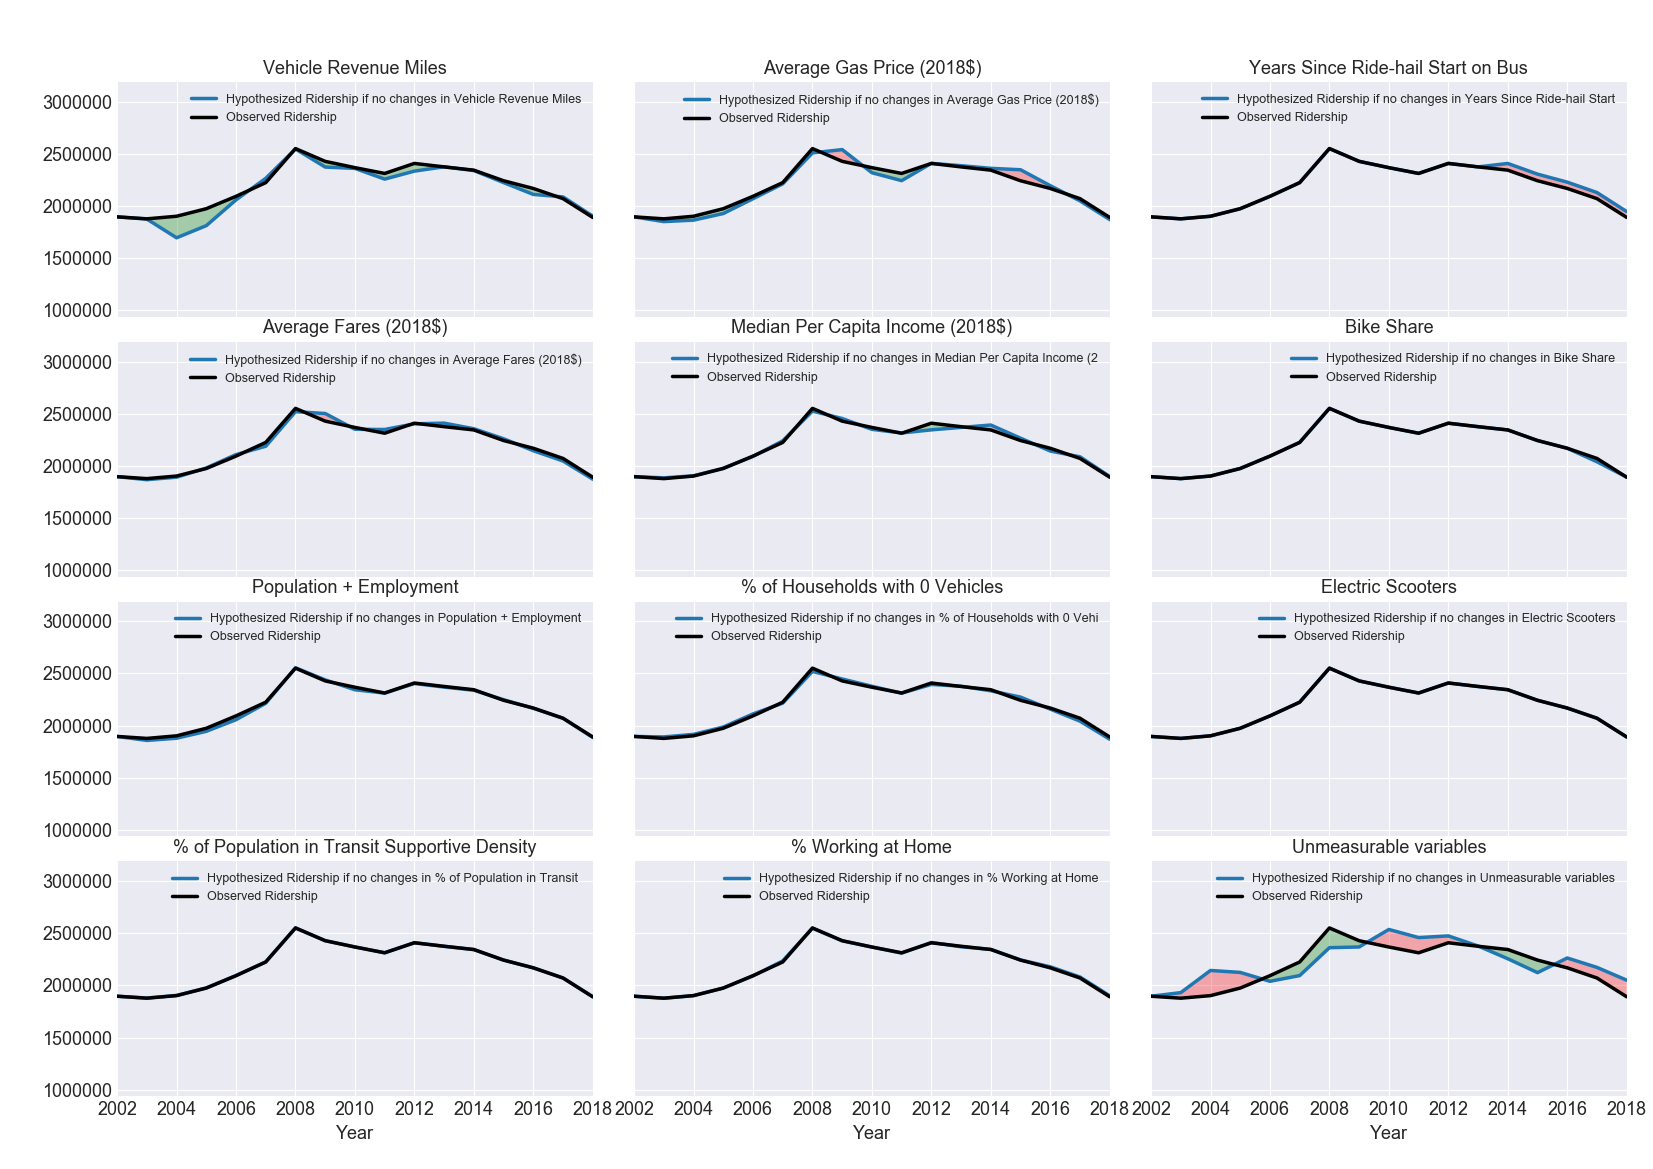 Vehicle Revenue Miles
Average Gas Price (2018$)
Years Since Ride-hail Start on Bus
3000000
2500000
2000000
1500000
1000000
Hypothesized Ridership if no changes in Vehicle Revenue Miles
Observed Ridership
Hypothesized Ridership if no changes in Average Gas Price (2018$)
Observed Ridership
Hypothesized Ridership if no changes in Years Since Ride-hail Start
Observed Ridership
Average Fares (2018$)
Median Per Capita Income (2018$)
Bike Share
3000000
2500000
2000000
1500000
1000000
Hypothesized Ridership if no changes in Average Fares (2018$)
Observed Ridership
Hypothesized Ridership if no changes in Median Per Capita Income (2
Observed Ridership
Hypothesized Ridership if no changes in Bike Share
Observed Ridership
Population + Employment
% of Households with 0 Vehicles
Electric Scooters
3000000
2500000
2000000
1500000
1000000
Hypothesized Ridership if no changes in Population + Employment
Observed Ridership
Hypothesized Ridership if no changes in % of Households with 0 Vehi
Observed Ridership
Hypothesized Ridership if no changes in Electric Scooters
Observed Ridership
% of Population in Transit Supportive Density
% Working at Home
Unmeasurable variables
3000000
2500000
2000000
1500000
1000000
Hypothesized Ridership if no changes in % of Population in Transit
Observed Ridership
Hypothesized Ridership if no changes in % Working at Home
Observed Ridership
Hypothesized Ridership if no changes in Unmeasurable variables
Observed Ridership
2002 2004 2006 2008 2010 2012 2014 2016 2018
2002 2004 2006 2008 2010 2012 2014 2016 2018
2002 2004 2006 2008 2010 2012 2014 2016 2018
Year
Year
Year